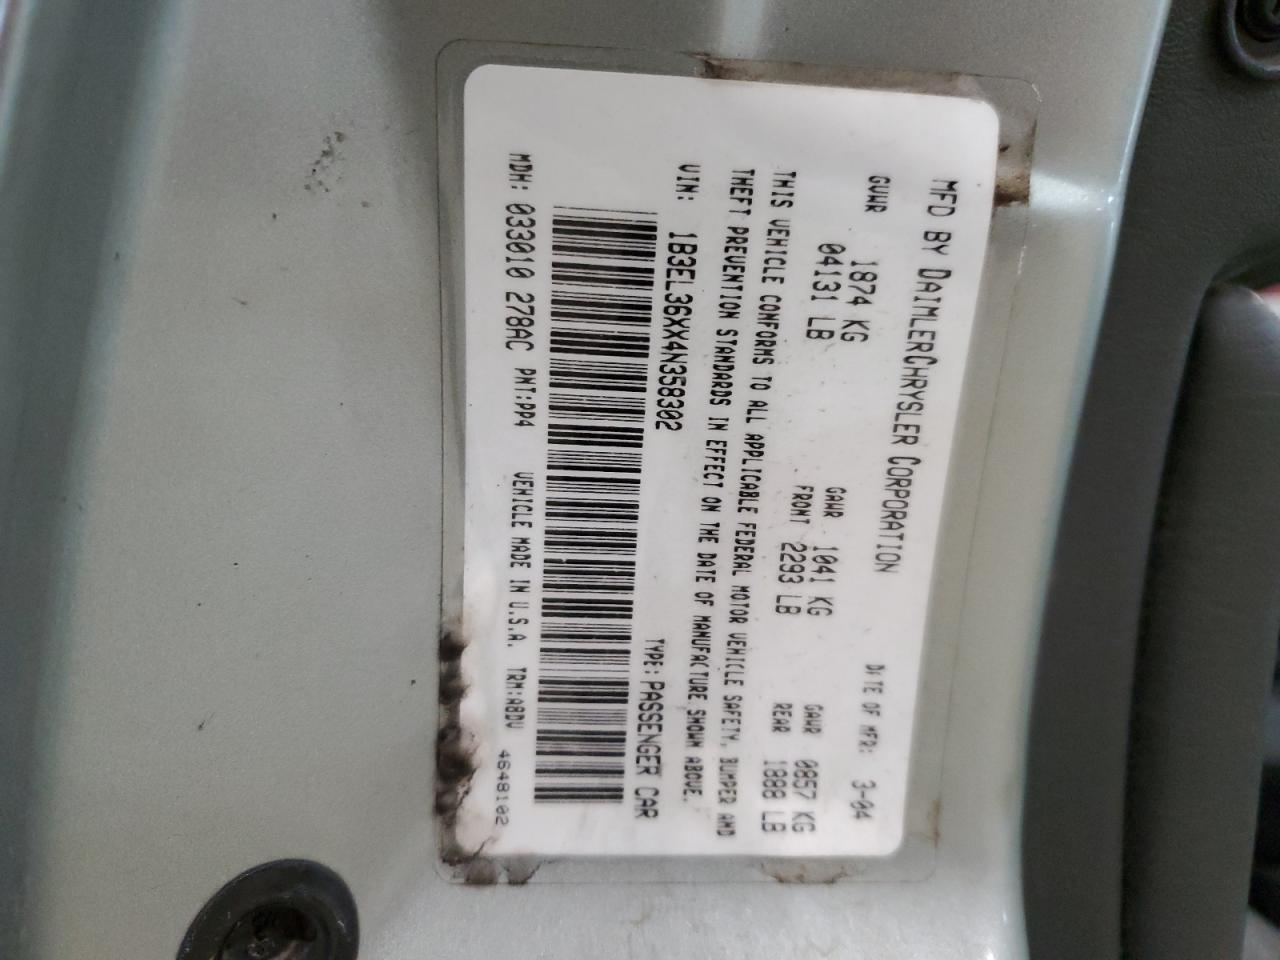 MFD BY DAIMLERCHRYSLER CORPORATION DATE OF MFR: 3-04
GVWR 1874 KG GAWR 1041 KG GAWR 0857 KG
04131 LB FRONT 2293 LB REAR 1888 LB
THIS VEHICLE CONFORMS TO ALL APPLICABLE FEDERAL MOTOR VEHICLE SAFETY, BUMPER AND
THEFT PREVENTION STANDARDS IN EFFECT ON THE DATE OF MANUFACTURE SHOWN ABOVE.
VIN: 1B3EL36XX4N358302 TYPE: PASSENGER CAR
MDH: 033010 278AC PNT:PP4 VEHICLE MADE IN U.S.A. TRM:ABDV 4648102